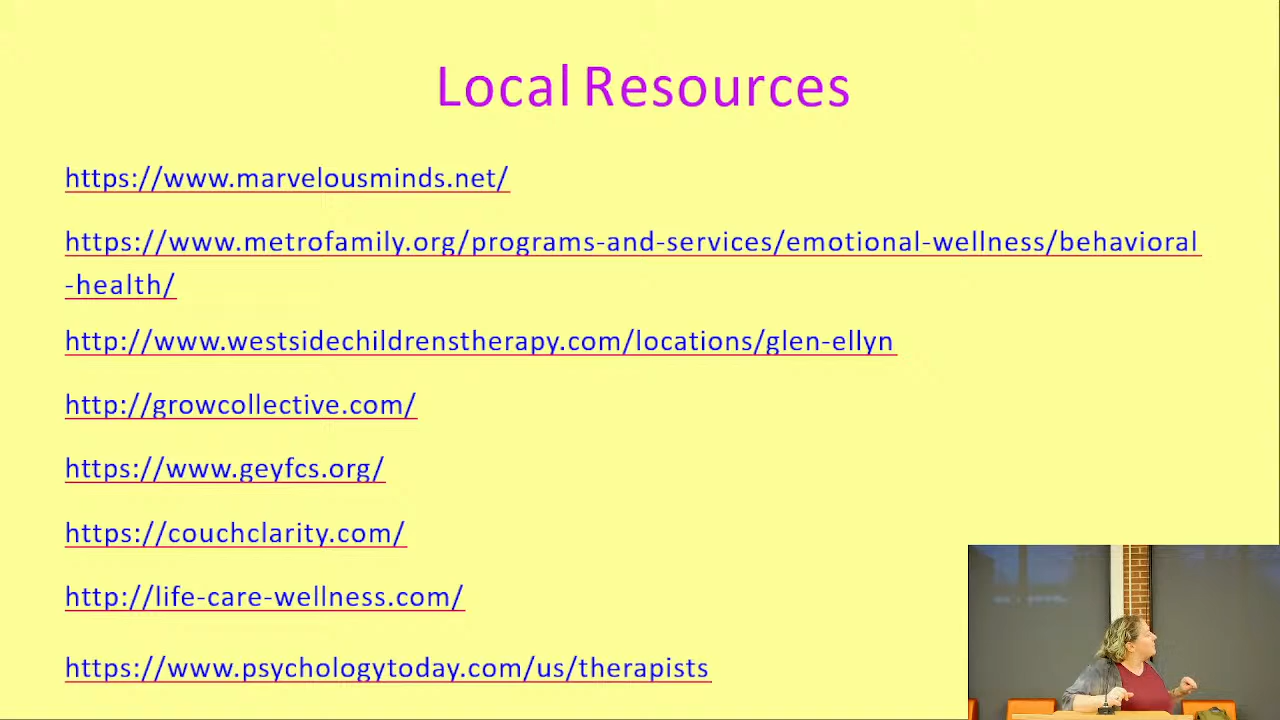 Local Resources
https://www.marvelousminds.net/
https://www.metrofamily.org/programs-and-services/emotional-wellness/behavioral
-health/
http://www.westsidechildrenstherapy.com/locations/glen-ellyn
http://growcollective.com/
https://www.geyfcs.org/
https://couchclarity.com/
http://life-care-wellness.com/
https://www.psychologytoday.com/us/therapists